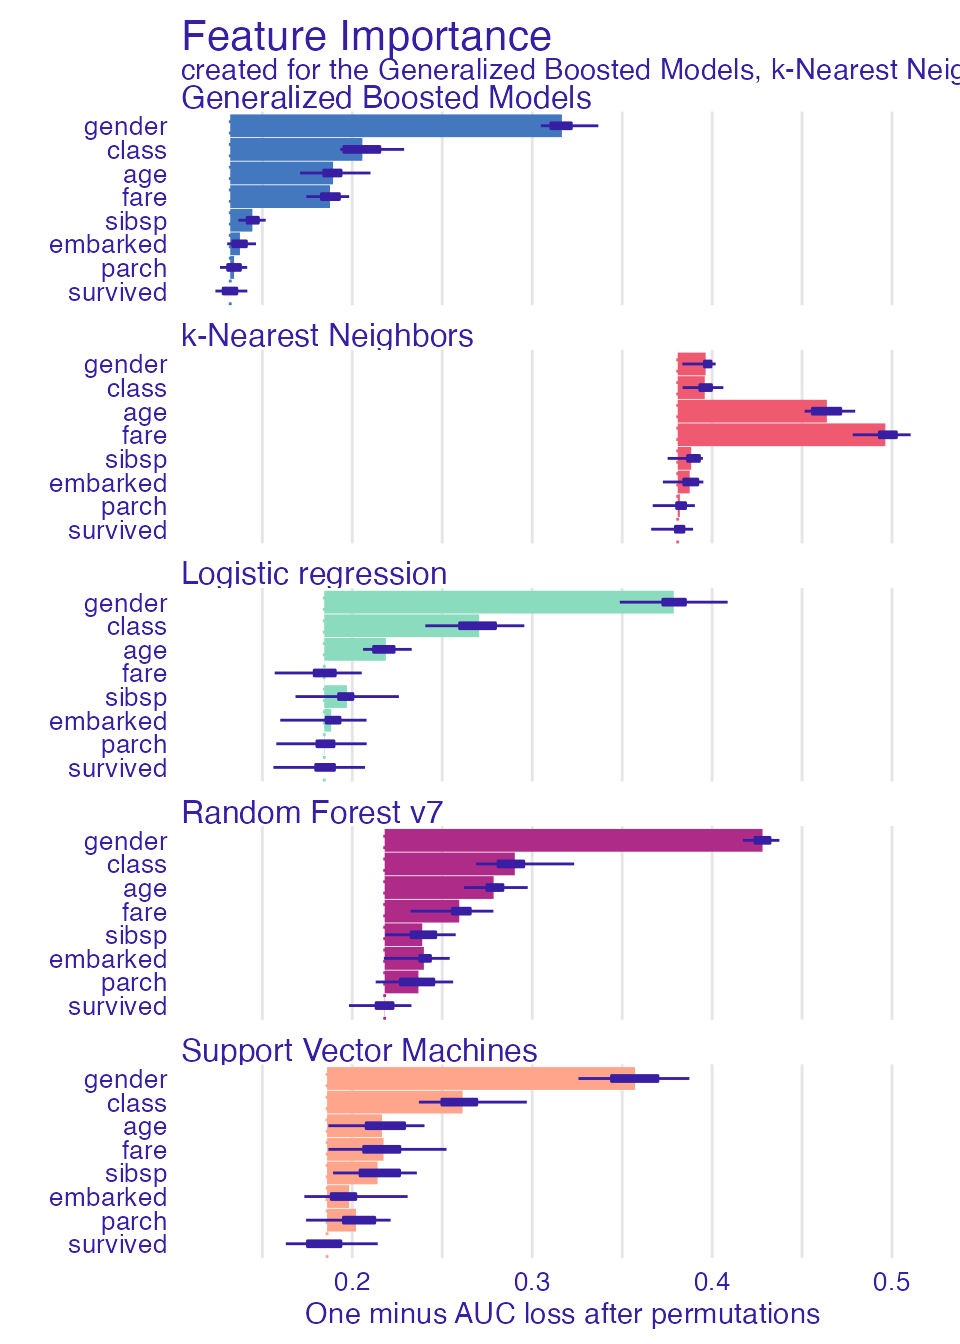 Feature Importance
created for the Generalized Boosted Models, k-Nearest Neig
Generalized Boosted Models
gender
class
age
fare
sibsp
embarked
parch
survived
k-Nearest Neighbors
gender
class
age
fare
sibsp
embarked
parch
survived
Logistic regression
gender
class
age
fare
sibsp
embarked
parch
survived
Random Forest v7
gender
class
age
fare
sibsp
embarked
parch
survived
Support Vector Machines
gender
class
age
fare
sibsp
embarked
parch
survived
0.2 0.3 0.4 0.5
One minus AUC loss after permutations